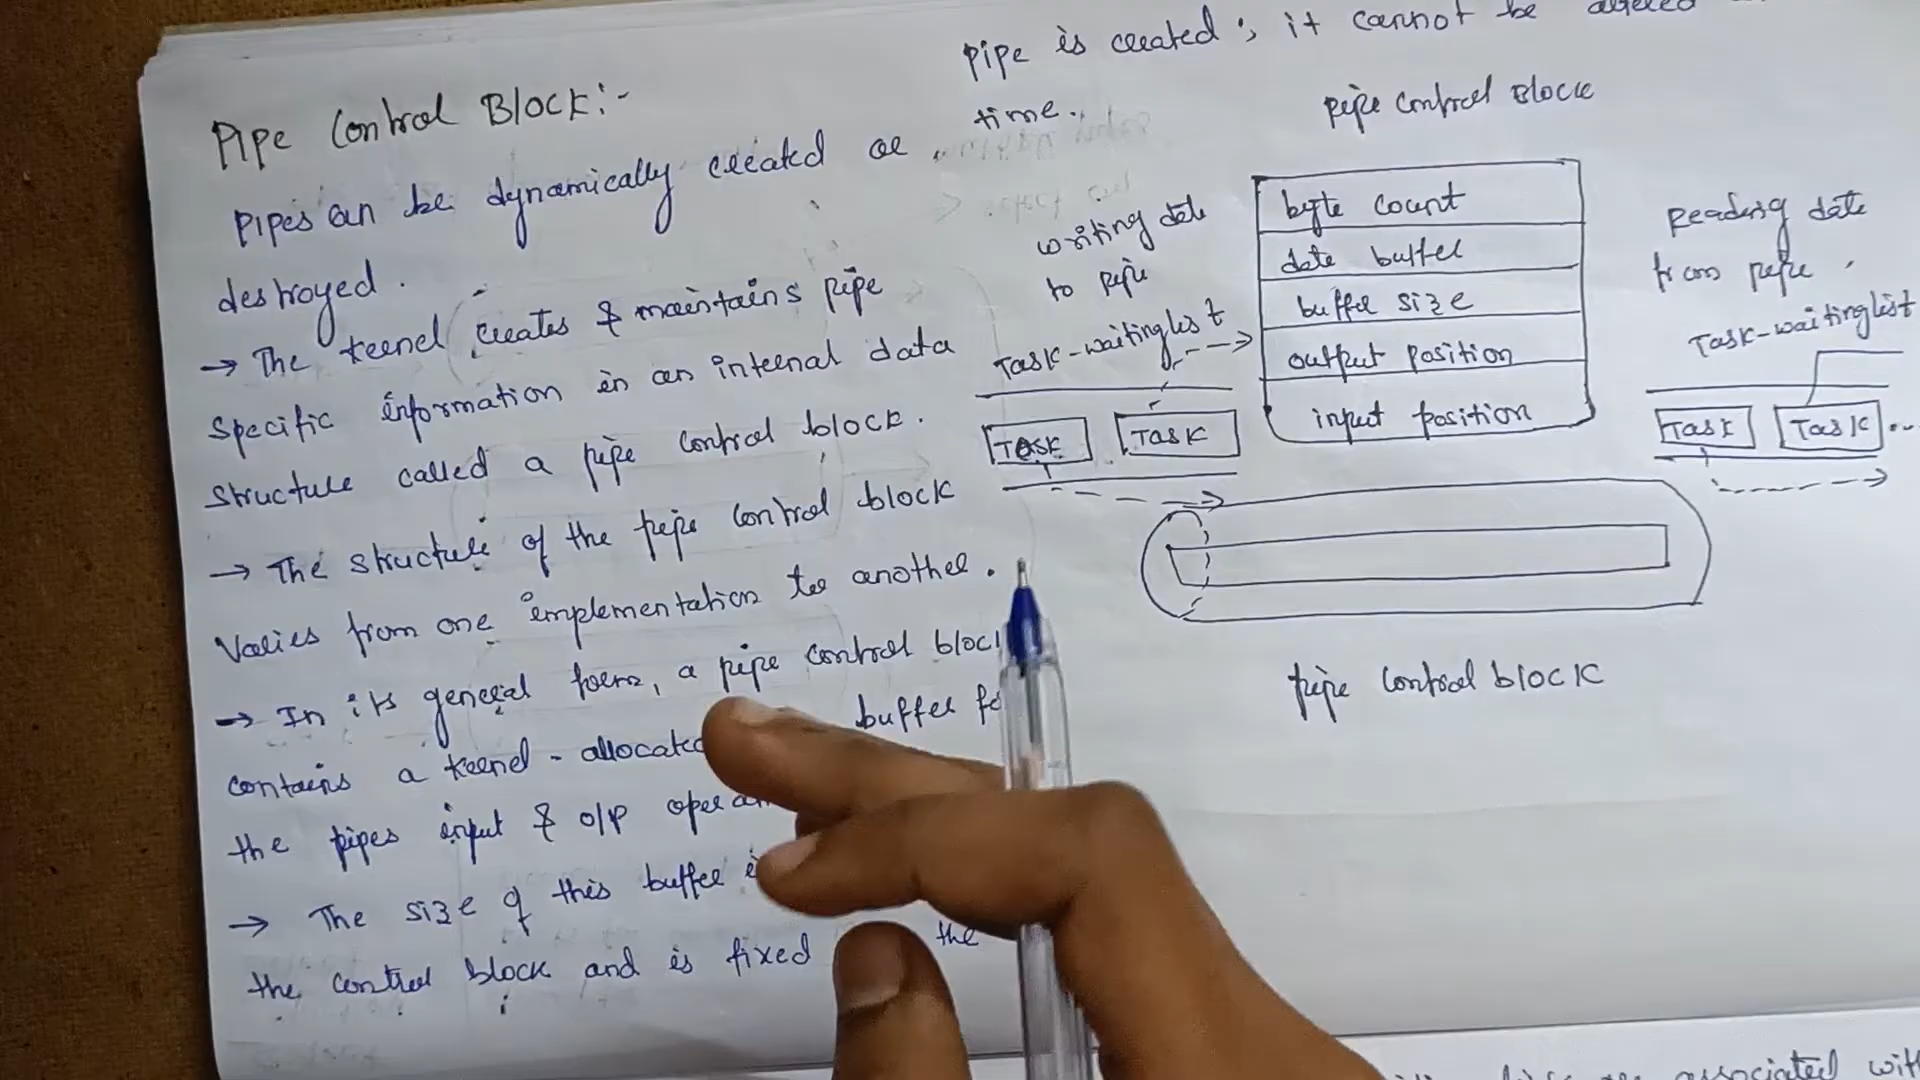 Pipe Control Block:-
Pipes can be dynamically created or
destroyed.
→ The kernel creates & maintains pipe
specific information in an internal data
structure called a pipe control block.
→ The structure of the pipe control block
varies from one implementation to another.
→ In its general form, a pipe control block
contains a kernel-allocated buffer for
the pipes input & o/p
→ The size of this buffer
the control block and is fixed the
pipe is created; it cannot be altered
time.
pipe control Block
writing data
to pipe
Task-waiting list
Task Task
byte count
data buffer
buffer size
output position
input position
Reading data
from pipe.
Task-waiting list
Task Task ...
pipe control block
associated with